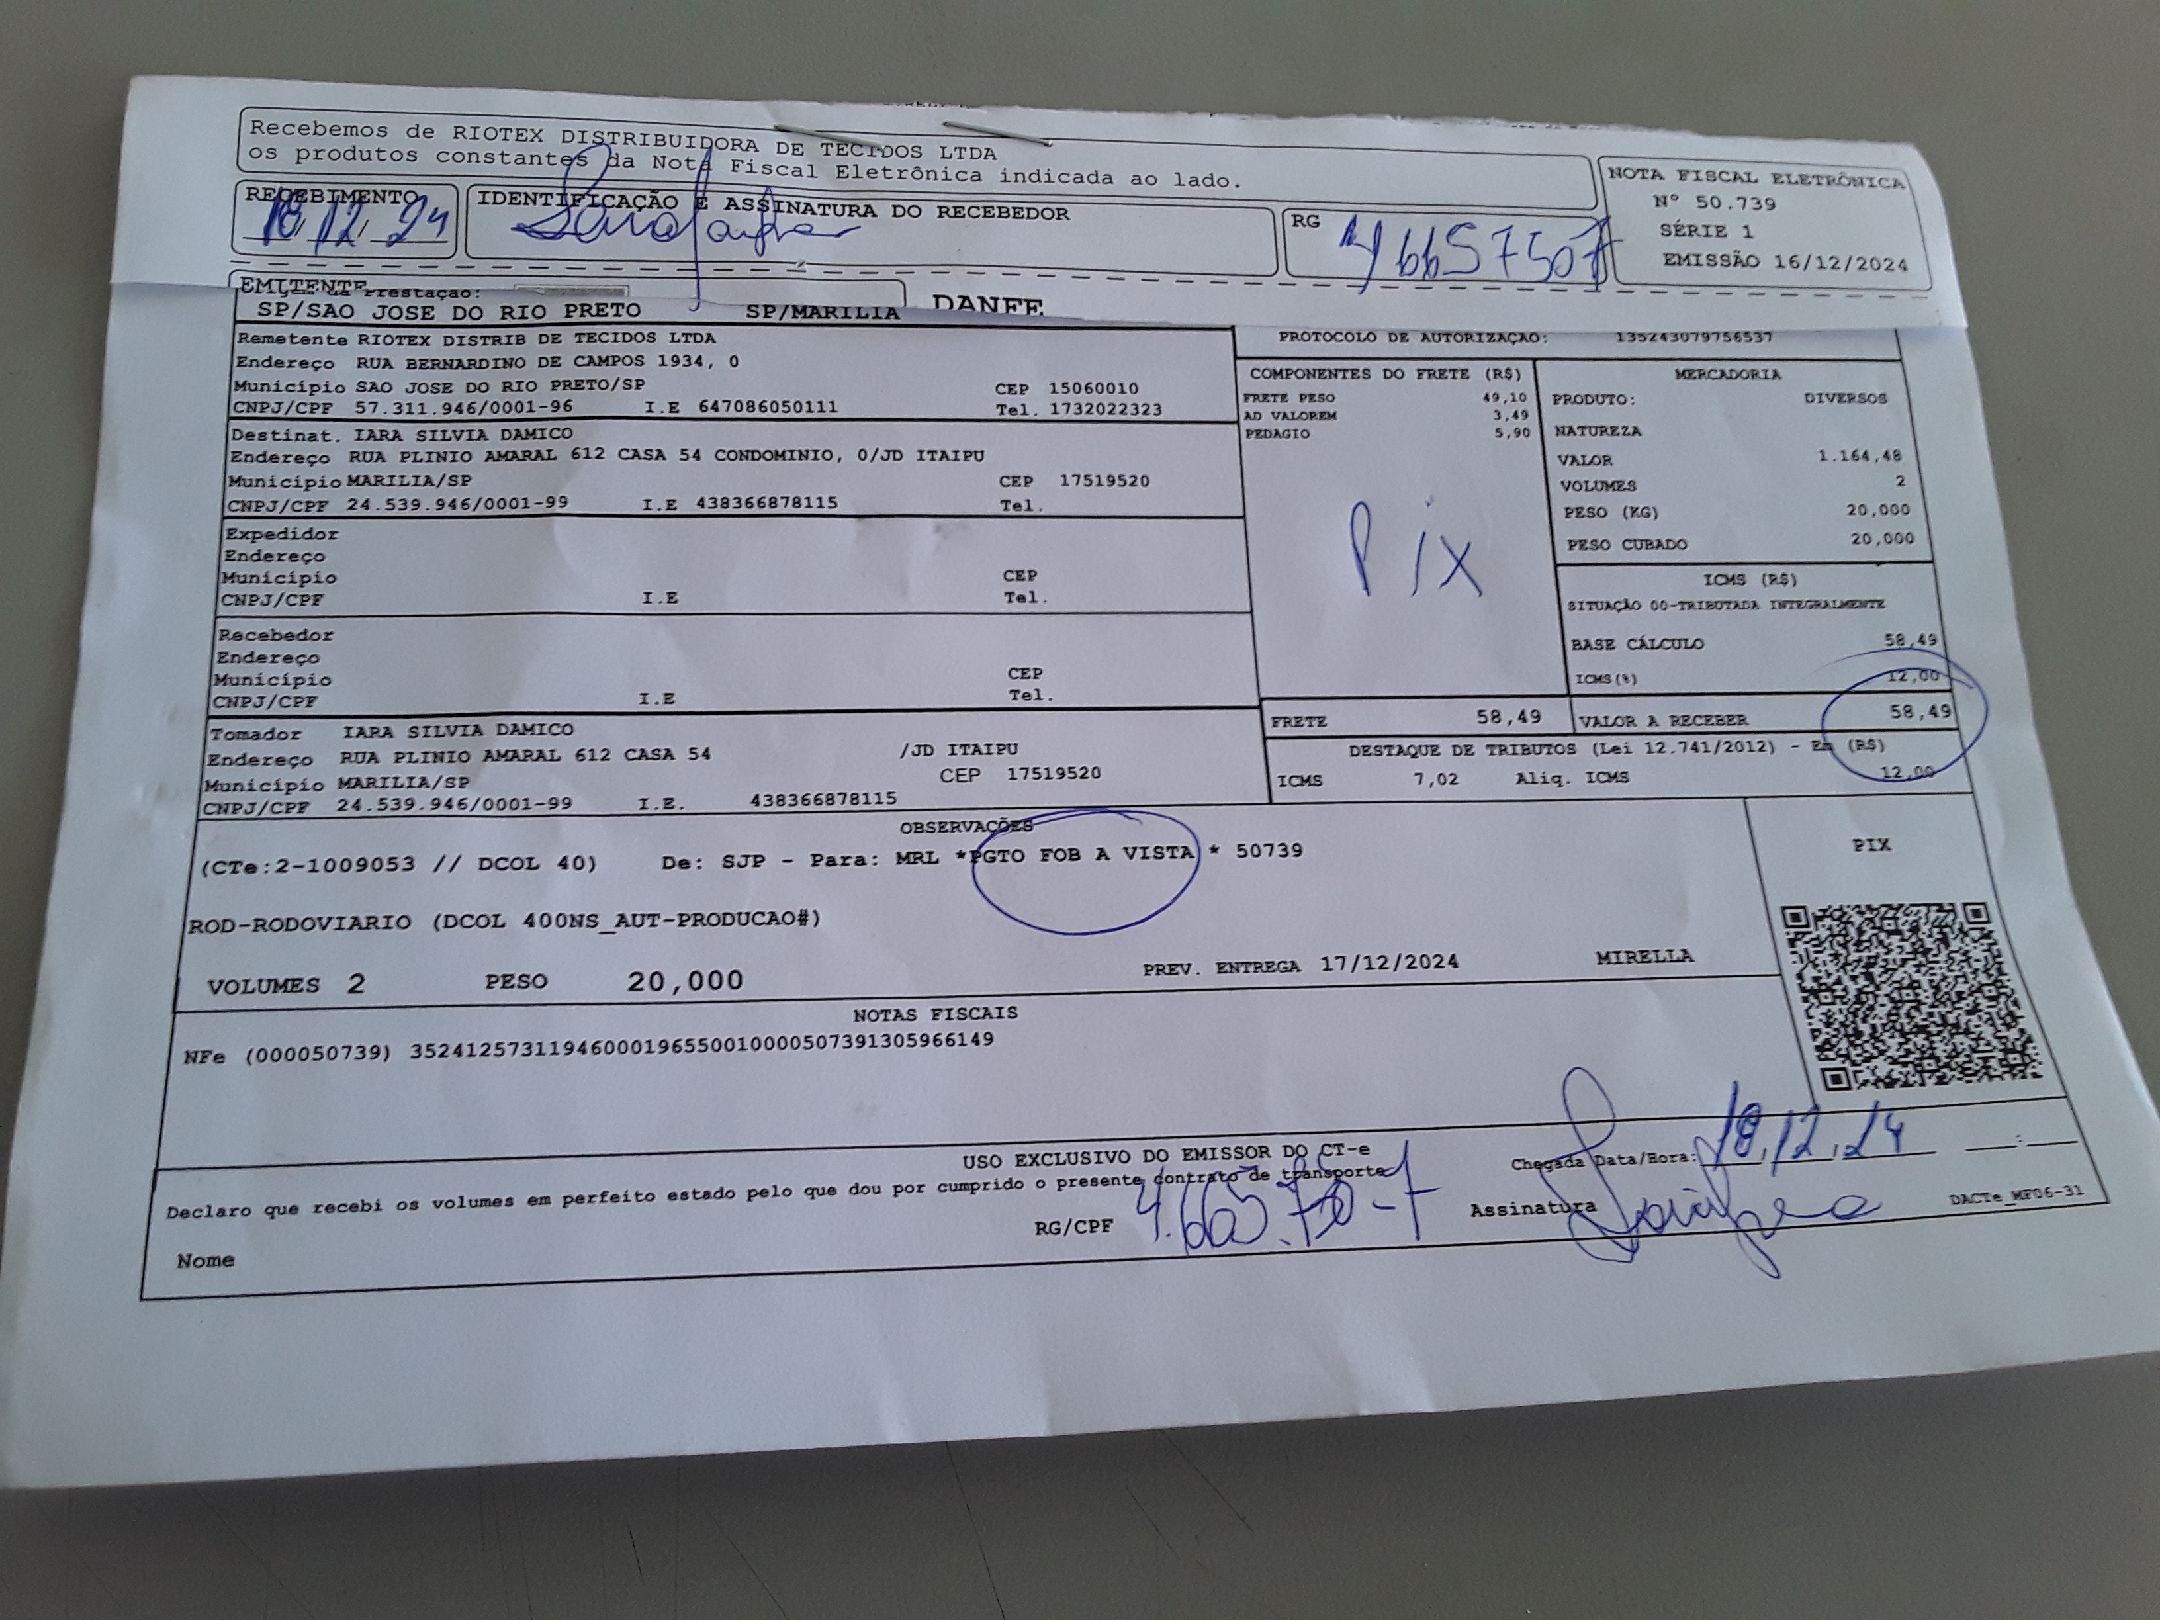 Recebemos de RIOTEX DISTRIBUIDORA DE TECIDOS LTDA
os produtos constantes da Nota Fiscal Eletrônica indicada ao lado.
NOTA FISCAL ELETRÔNICA
Nº 50.739
SÉRIE 1
EMISSÃO 16/12/2024
RECEBIMENTO
18 12 24
IDENTIFICAÇÃO E ASSINATURA DO RECEBEDOR
RG 46657507
EMITENTE
DANFE
Prestação:
SP/SAO JOSE DO RIO PRETO SP/MARILIA
PROTOCOLO DE AUTORIZAÇÃO: 135243079756537
Remetente RIOTEX DISTRIB DE TECIDOS LTDA
Endereço RUA BERNARDINO DE CAMPOS 1934, 0
Município SAO JOSE DO RIO PRETO/SP CEP 15060010
CNPJ/CPF 57.311.946/0001-96 I.E 647086050111 Tel. 1732022323
Destinat. IARA SILVIA DAMICO
Endereço RUA PLINIO AMARAL 612 CASA 54 CONDOMINIO, 0/JD ITAIPU
Município MARILIA/SP CEP 17519520
CNPJ/CPF 24.539.946/0001-99 I.E 438366878115 Tel.
Expedidor
Endereço
Município CEP
CNPJ/CPF I.E Tel.
Recebedor
Endereço
Município CEP
CNPJ/CPF I.E Tel.
Tomador IARA SILVIA DAMICO
Endereço RUA PLINIO AMARAL 612 CASA 54 /JD ITAIPU
Município MARILIA/SP CEP 17519520
CNPJ/CPF 24.539.946/0001-99 I.E. 438366878115
COMPONENTES DO FRETE (R$)
FRETE PESO 49,10
AD VALOREM 3,49
PEDAGIO 5,90
Pix
MERCADORIA
PRODUTO: DIVERSOS
NATUREZA
VALOR 1.164,48
VOLUMES 2
PESO (KG) 20,000
PESO CUBADO 20,000
ICMS (R$)
SITUAÇÃO 00-TRIBUTADA INTEGRALMENTE
BASE CÁLCULO 58,49
ICMS(%) 12,00
FRETE 58,49 VALOR A RECEBER 58,49
DESTAQUE DE TRIBUTOS (Lei 12.741/2012) - Em (R$)
ICMS 7,02 Aliq. ICMS 12,00
OBSERVAÇÕES
(CTe:2-1009053 // DCOL 40) De: SJP - Para: MRL *PGTO FOB A VISTA * 50739
ROD-RODOVIARIO (DCOL 400NS_AUT-PRODUCAO#)
VOLUMES 2 PESO 20,000 PREV. ENTREGA 17/12/2024 MIRELLA
PIX
NOTAS FISCAIS
NFe (000050739) 35241257311946000196550010000507391305966149
USO EXCLUSIVO DO EMISSOR DO CT-e
Declaro que recebi os volumes em perfeito estado pelo que dou por cumprido o presente contrato de transporte
Chegada Data/Hora: 18 12 24 :
RG/CPF 4.665.750-7 Assinatura
DACTe_MF06-31
Nome